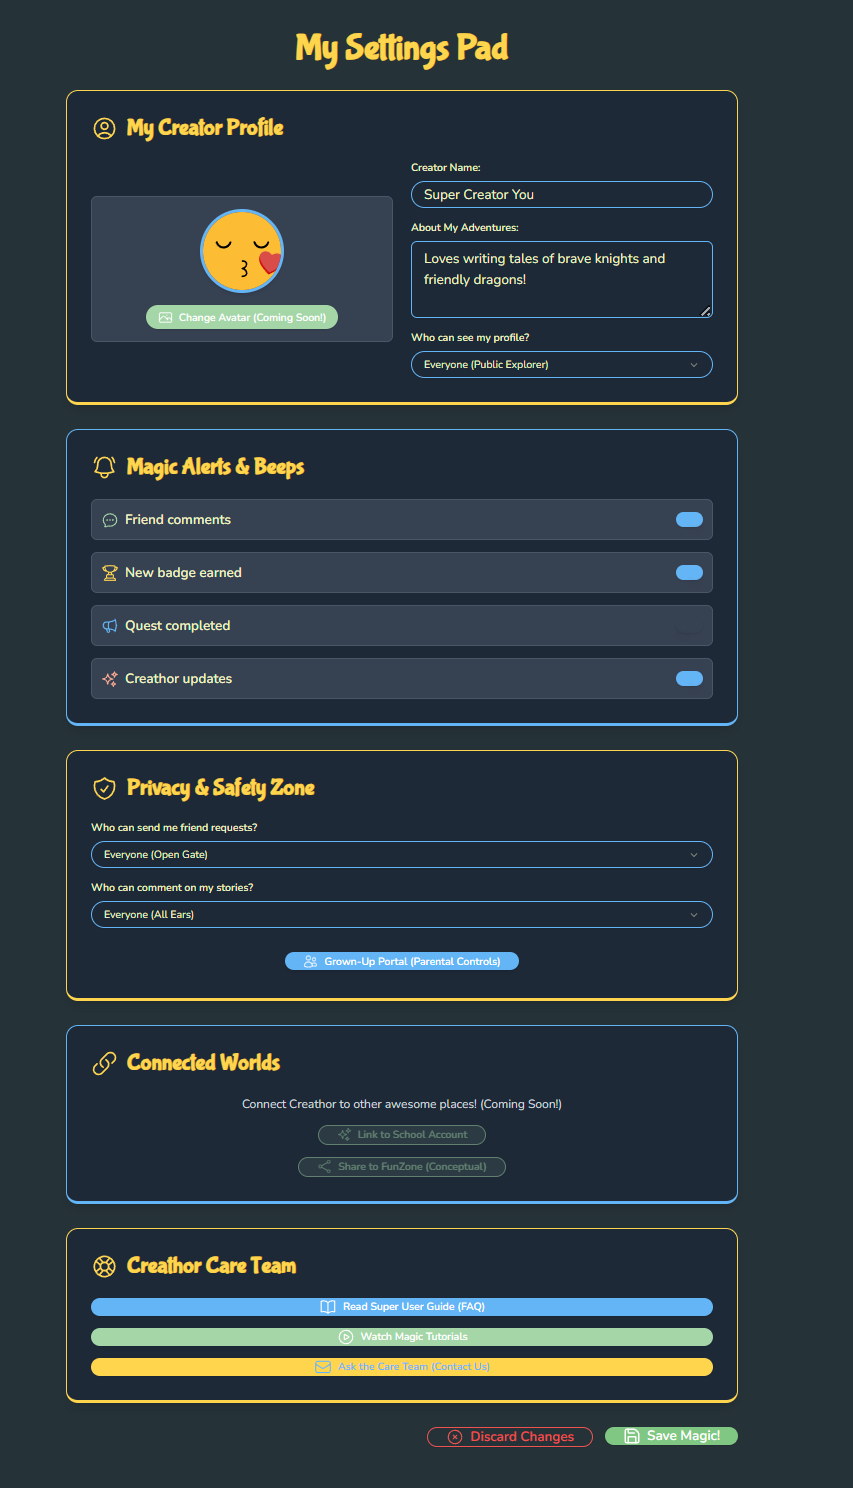 My Settings Pad
My Creator Profile
Creator Name:
Super Creator You
About My Adventures:
Loves writing tales of brave knights and
friendly dragons!
Change Avatar (Coming Soon!)
Who can see my profile?
Everyone (Public Explorer)
Magic Alerts & Beeps
Friend comments
New badge earned
Quest completed
Creathor updates
Privacy & Safety Zone
Who can send me friend requests?
Everyone (Open Gate)
Who can comment on my stories?
Everyone (All Ears)
Grown-Up Portal (Parental Controls)
Connected Worlds
Connect Creathor to other awesome places! (Coming Soon!)
Link to School Account
Share to FunZone (Conceptual)
Creathor Care Team
Read Super User Guide (FAQ)
Watch Magic Tutorials
Ask the Care Team (Contact Us)
Discard Changes
Save Magic!